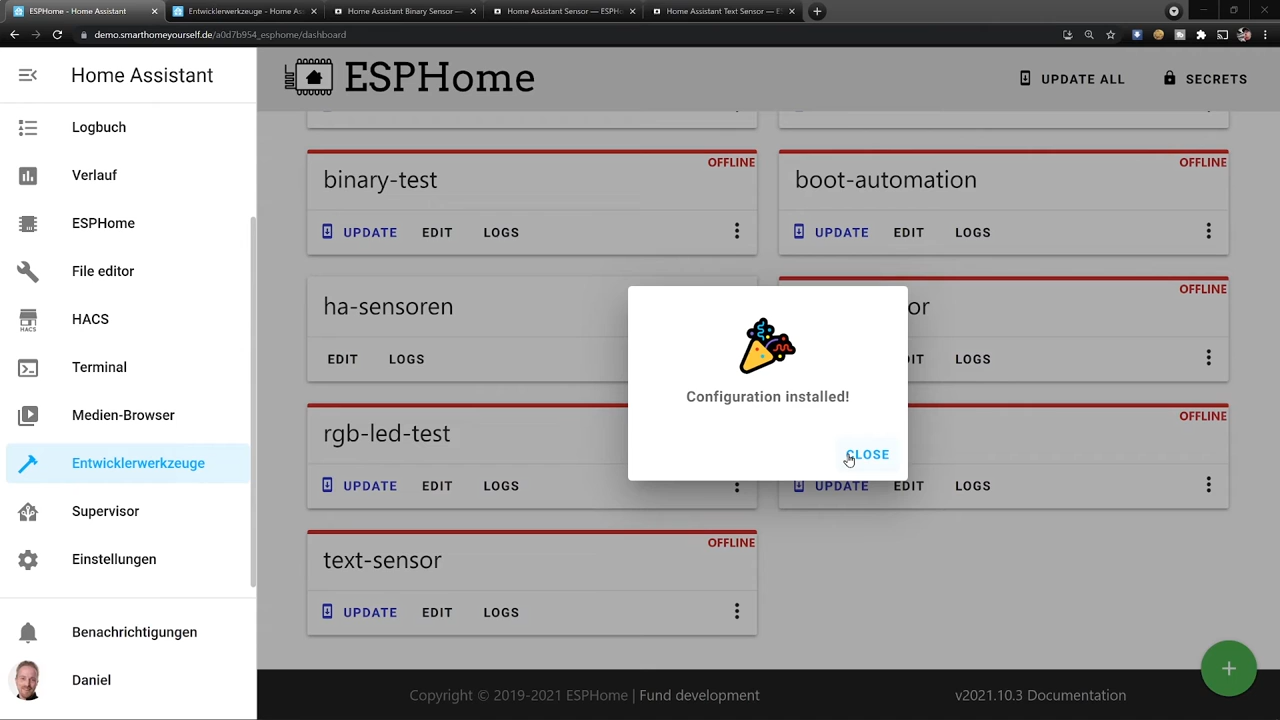 ESPHome - Home Assistant
Entwicklerwerkzeuge - Home As
Home Assistant Binary Sensor —
Home Assistant Sensor — ESPHo
Home Assistant Text Sensor — ES
demo.smarthomeyourself.de/a0d7b954_esphome/dashboard
Home Assistant
ESPHome
UPDATE ALL
SECRETS
Logbuch
Verlauf
ESPHome
File editor
HACS
HACS
Terminal
Medien-Browser
Entwicklerwerkzeuge
Supervisor
Einstellungen
Benachrichtigungen
Daniel
OFFLINE
binary-test
UPDATE EDIT LOGS
OFFLINE
boot-automation
UPDATE EDIT LOGS
ha-sensoren
EDIT LOGS
OFFLINE
LOGS
OFFLINE
rgb-led-test
UPDATE EDIT LOGS
UPDATE EDIT LOGS
Configuration installed!
CLOSE
OFFLINE
text-sensor
UPDATE EDIT LOGS
Copyright © 2019-2021 ESPHome | Fund development
v2021.10.3 Documentation